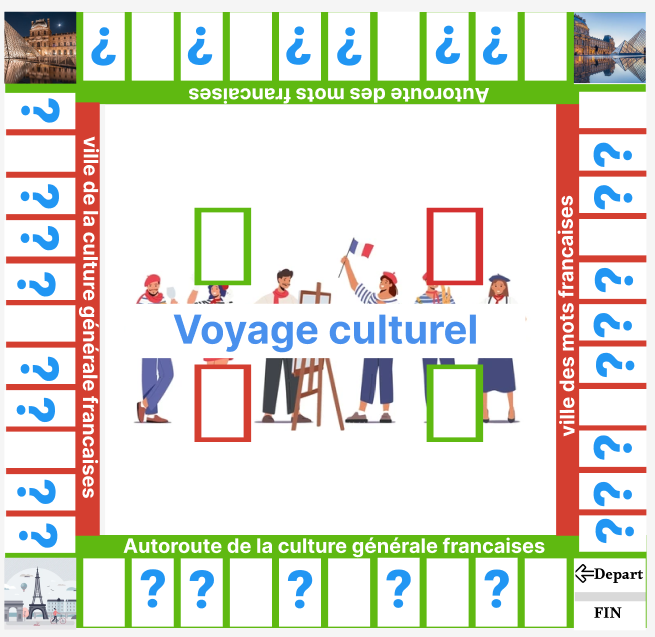 ? ? ? ? ? ?
Autoroute des mots francaises
? ? ? ? ? ? ? ?
ville de la culture générale francaises
Voyage culturel
ville des mots francaises
? ? ? ? ? ? ? ?
Autoroute de la culture générale francaises
? ? ? ? ?
Depart
FIN